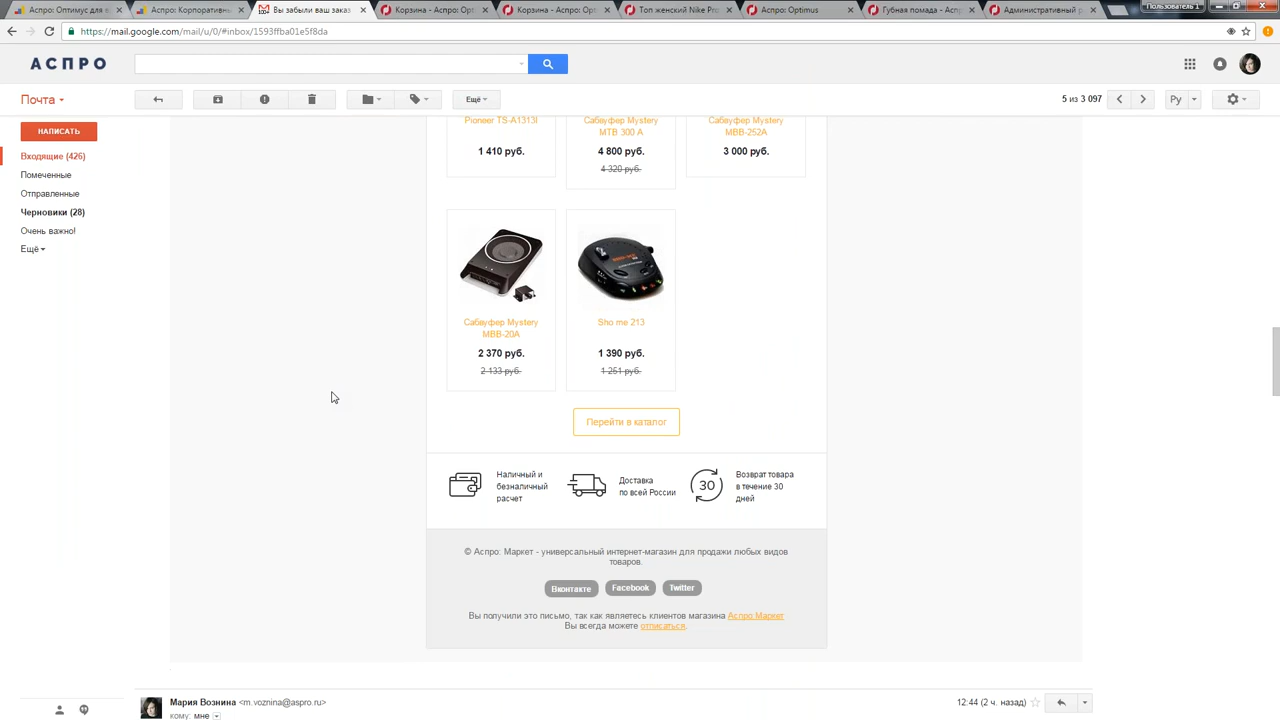 Аспро: Оптимус для е
Аспро: Корпоративны
Вы забыли ваш заказ
Корзина - Аспро: Opt
Корзина - Аспро: Opt
Топ женский Nike Pro
Аспро: Optimus
Губная помада - Аспр
Административный р
Пользователь 1
https://mail.google.com/mail/u/0/#inbox/1593ffba01e5f8da
АСПРО
Почта
Ещё
5 из 3 097
Ру
НАПИСАТЬ
Входящие (426)
Помеченные
Отправленные
Черновики (28)
Очень важно!
Ещё
Pioneer TS-A1313I
1 410 руб.
Сабвуфер Mystery
MTB 300 A
4 800 руб.
4 320 руб.
Сабвуфер Mystery
MBB-252A
3 000 руб.
Сабвуфер Mystery
MBB-20A
2 370 руб.
2 133 руб.
Sho me 213
1 390 руб.
1 251 руб.
Перейти в каталог
Наличный и
безналичный
расчет
Доставка
по всей России
30
Возврат товара
в течение 30
дней
© Аспро: Маркет - универсальный интернет-магазин для продажи любых видов
товаров.
Вконтакте
Facebook
Twitter
Вы получили это письмо, так как являетесь клиентов магазина Аспро Маркет
Вы всегда можете отписаться.
Мария Вознина <m.voznina@aspro.ru>
12:44 (2 ч. назад)
кому: мне